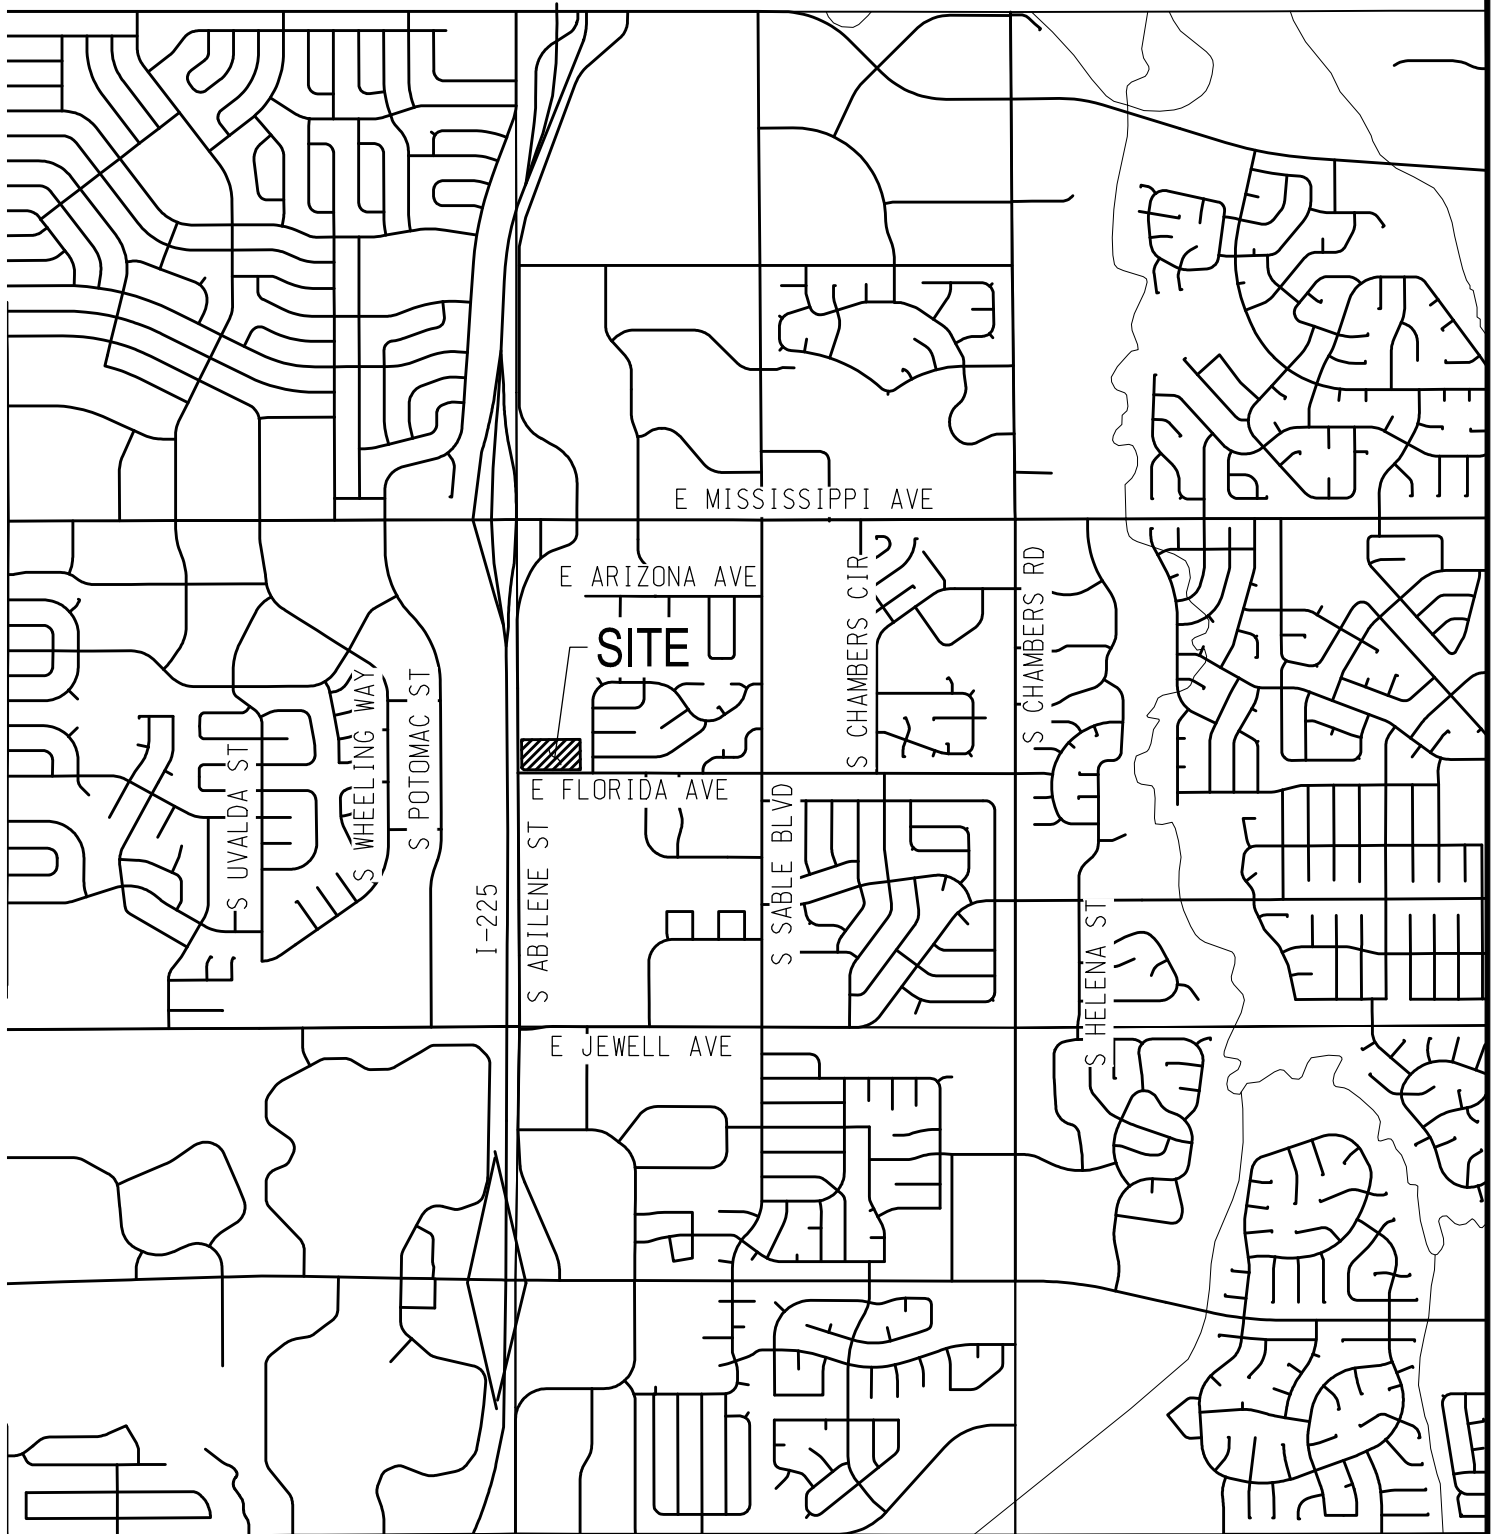 E MISSISSIPPI AVE
E ARIZONA AVE
SITE
S CHAMBERS CIR
S CHAMBERS RD
S WHEELING WAY
S POTOMAC ST
S UVALDA ST
E FLORIDA AVE
S SABLE BLVD
S ABILENE ST
I-225
S HELENA ST
E JEWELL AVE